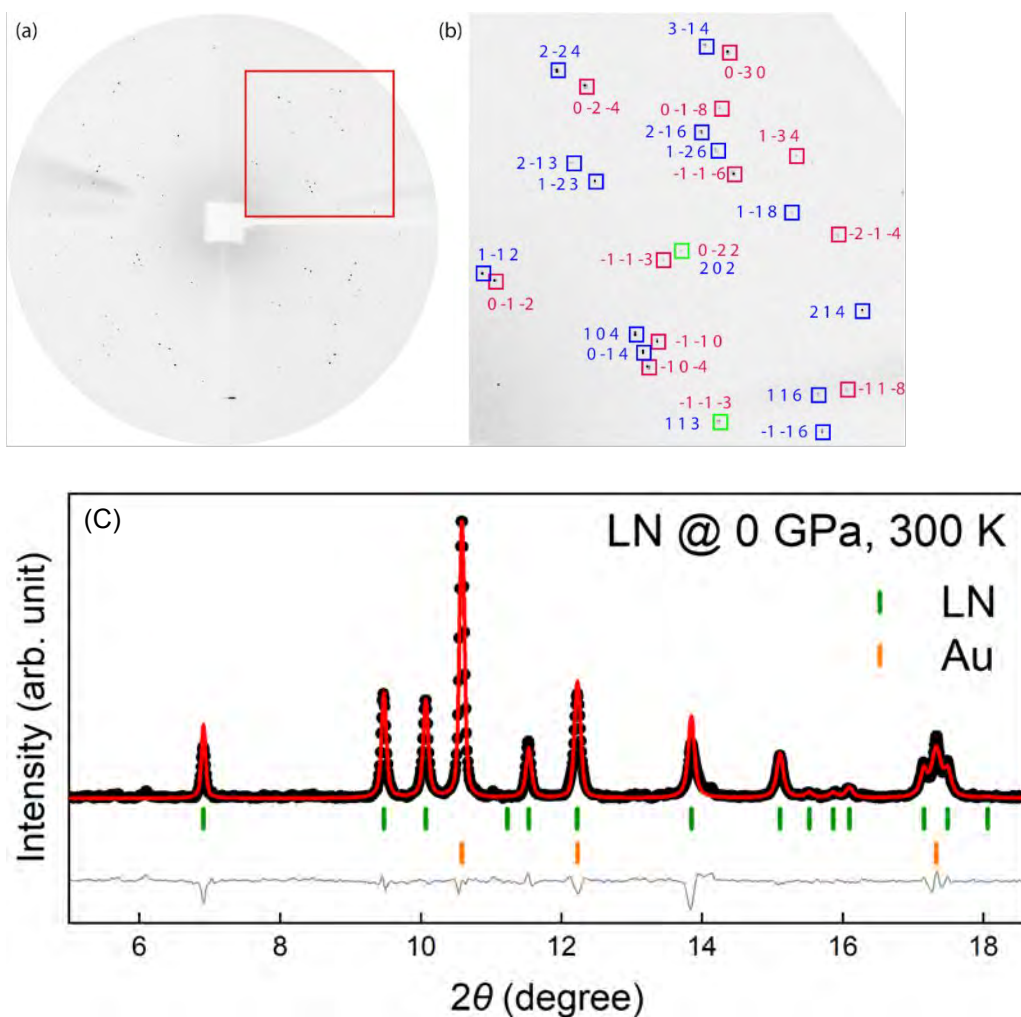 (a)
(b)
3 -1 4
2 -2 4
0 -3 0
0 -2 -4
0 -1 -8
2 -1 6
1 -3 4
1 -2 6
2 -1 3
-1 -1 -6
1 -2 3
1 -1 8
-2 -1 -4
0 -2 2
-1 -1 -3
2 0 2
1 -1 2
0 -1 -2
2 1 4
1 0 4
-1 -1 0
0 -1 4
-1 0 -4
-1 1 -8
1 1 6
-1 -1 -3
1 1 3
-1 -1 6
(C)
LN @ 0 GPa, 300 K
LN
Au
Intensity (arb. unit)
6 8 10 12 14 16 18
2θ (degree)